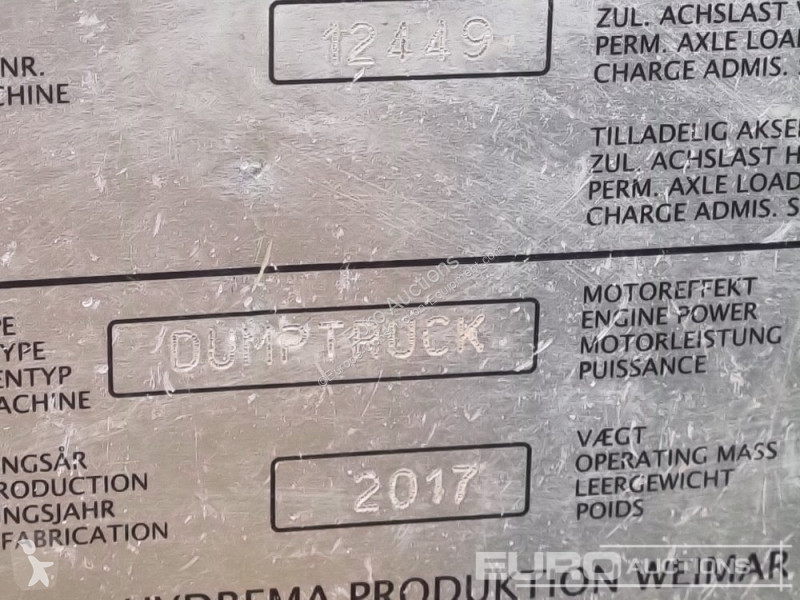 12449
NR.
CHINE
ZUL. ACHSLAST
PERM. AXLE LOAD
CHARGE ADMIS.
TILLADELIG
ZUL. ACHSLAST
PERM. AXLE LOAD
CHARGE ADMIS.
PE
YPE
ENTYP
ACHINE
DUMPTRUCK
MOTOREFFEKT
ENGINE POWER
MOTORLEISTUNG
PUISSANCE
NGSÅR
RODUCTION
NGSJAHR
FABRICATION
2017
VÆGT
OPERATING MASS
LEERGEWICHT
POIDS
HYDREMA PRODUKTION WEIMAR
EURO AUCTIONS